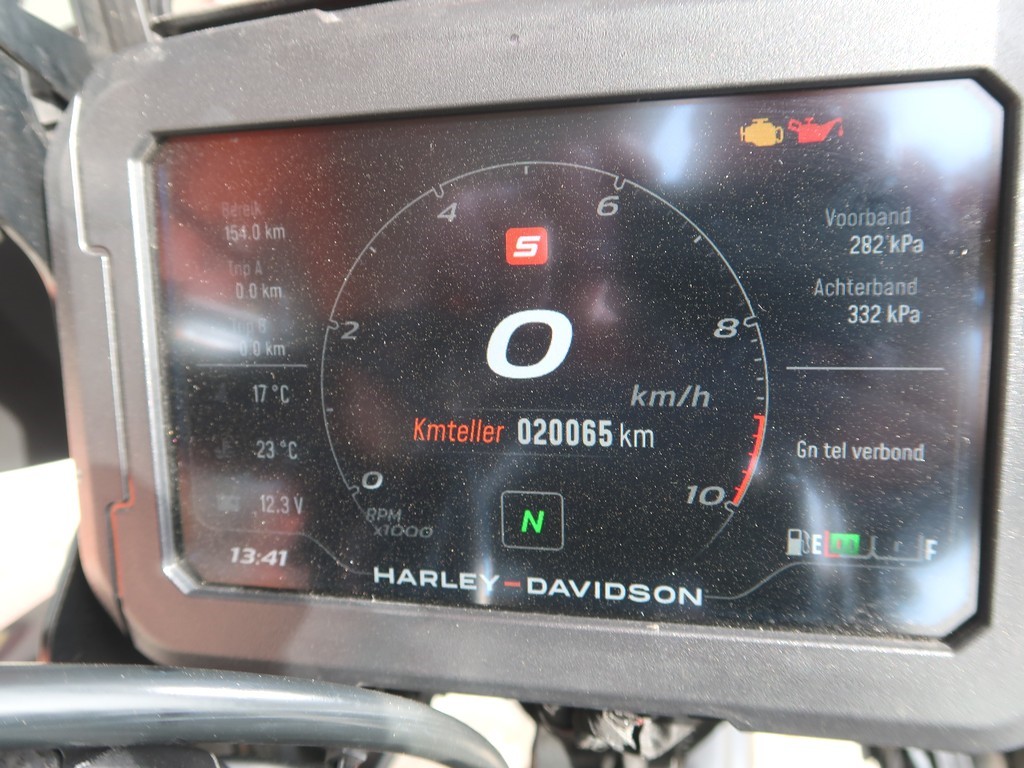 Bereik
154.0 km
Trip A
0.0 km
0.0 km
17 °C
23 °C
12.3 V
13:41
0
2
4
6
8
10
RPM
x1000
S
0
km/h
Kmteller 020065 km
N
HARLEY-DAVIDSON
Voorband
282 kPa
Achterband
332 kPa
Gn tel verbond
E F